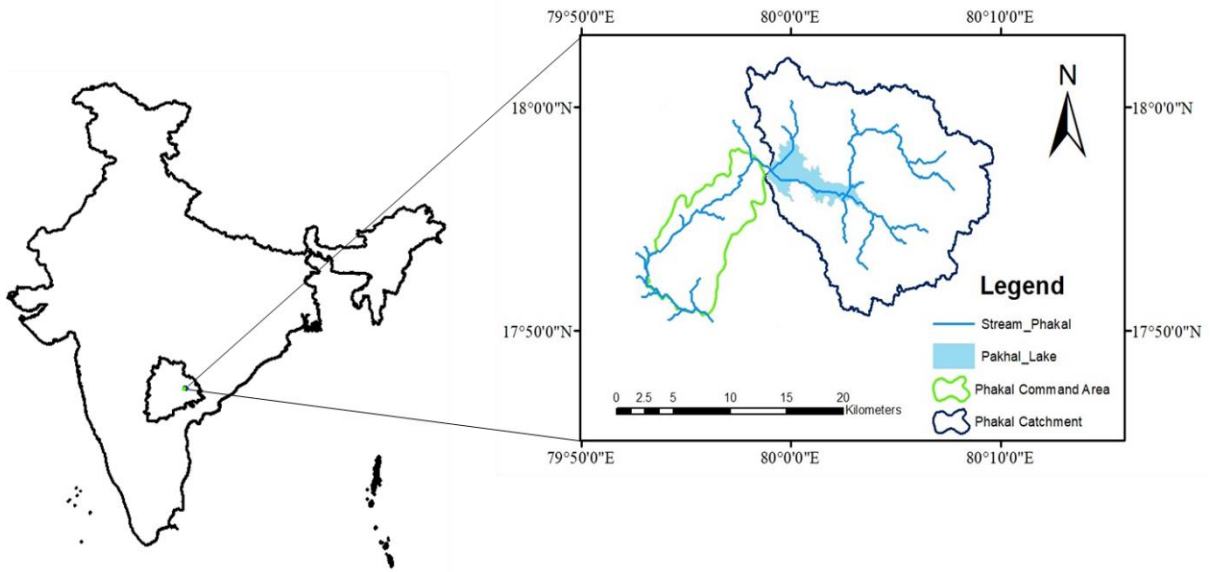 79°50'0"E 80°0'0"E 80°10'0"E
N
18°0'0"N 18°0'0"N
Legend
17°50'0"N Stream_Phakal 17°50'0"N
Pakhal_Lake
Phakal Command Area
0 2.5 5 10 15 20
Kilometers
Phakal Catchment
79°50'0"E 80°0'0"E 80°10'0"E